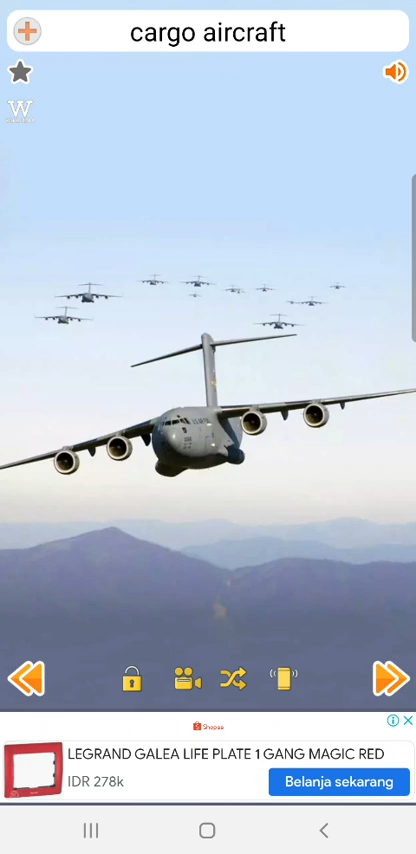 cargo aircraft
W
Shopee
LEGRAND GALEA LIFE PLATE 1 GANG MAGIC RED
IDR 278k
Belanja sekarang